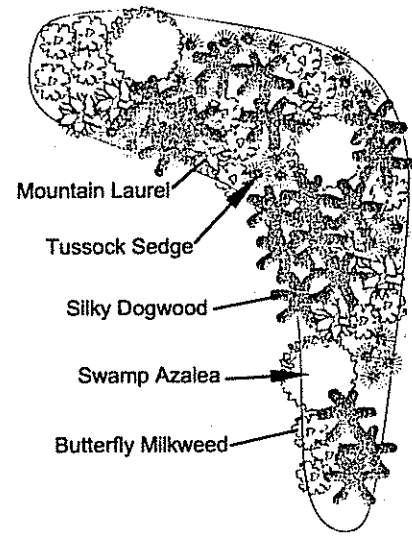 Mountain Laurel
Tussock Sedge
Silky Dogwood
Swamp Azalea
Butterfly Milkweed